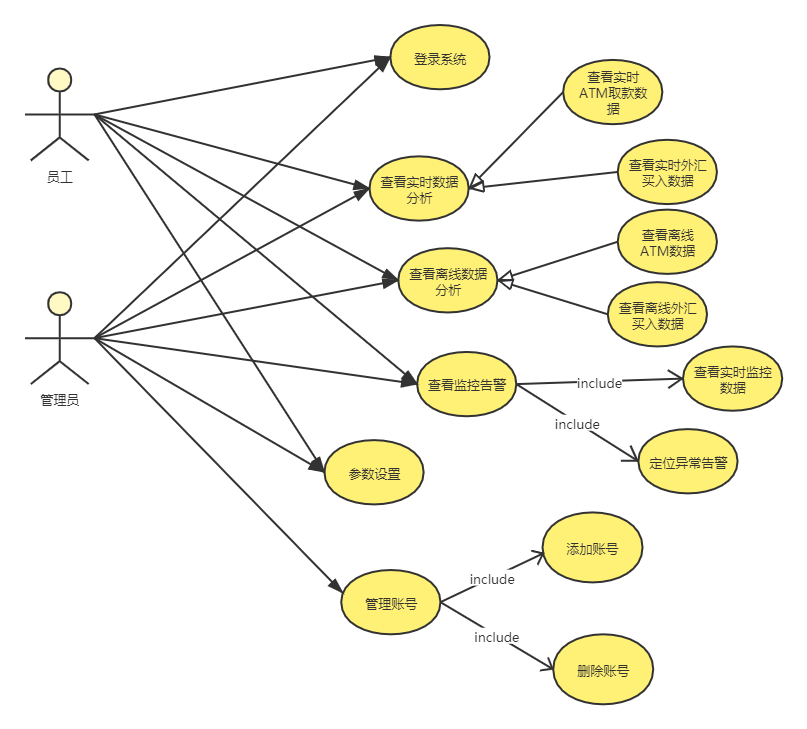 登录系统
查看实时
ATM取款数
据
员工
查看实时数据
分析
查看实时外汇
买入数据
查看离线
ATM数据
查看离线数据
分析
查看离线外汇
买入数据
管理员
查看监控告警
include
查看实时监控
数据
include
定位异常告警
参数设置
添加账号
include
管理账号
include
删除账号